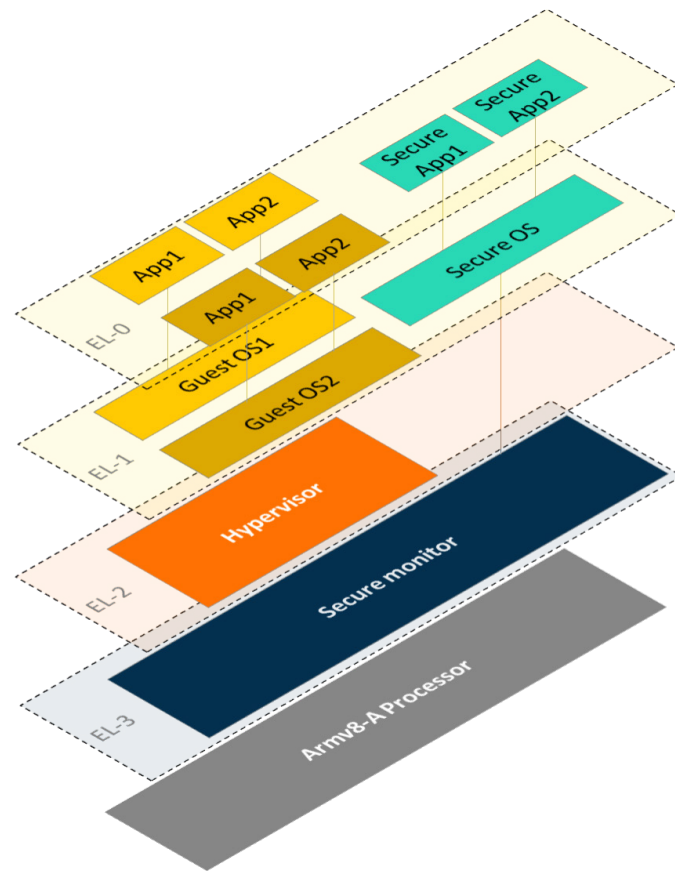 Secure
App2
Secure
App1
App2
App1
App2
App1
EL-0
Secure OS
Guest OS1
Guest OS2
EL-1
Hypervisor
EL-2
Secure monitor
EL-3
Armv8-A Processor